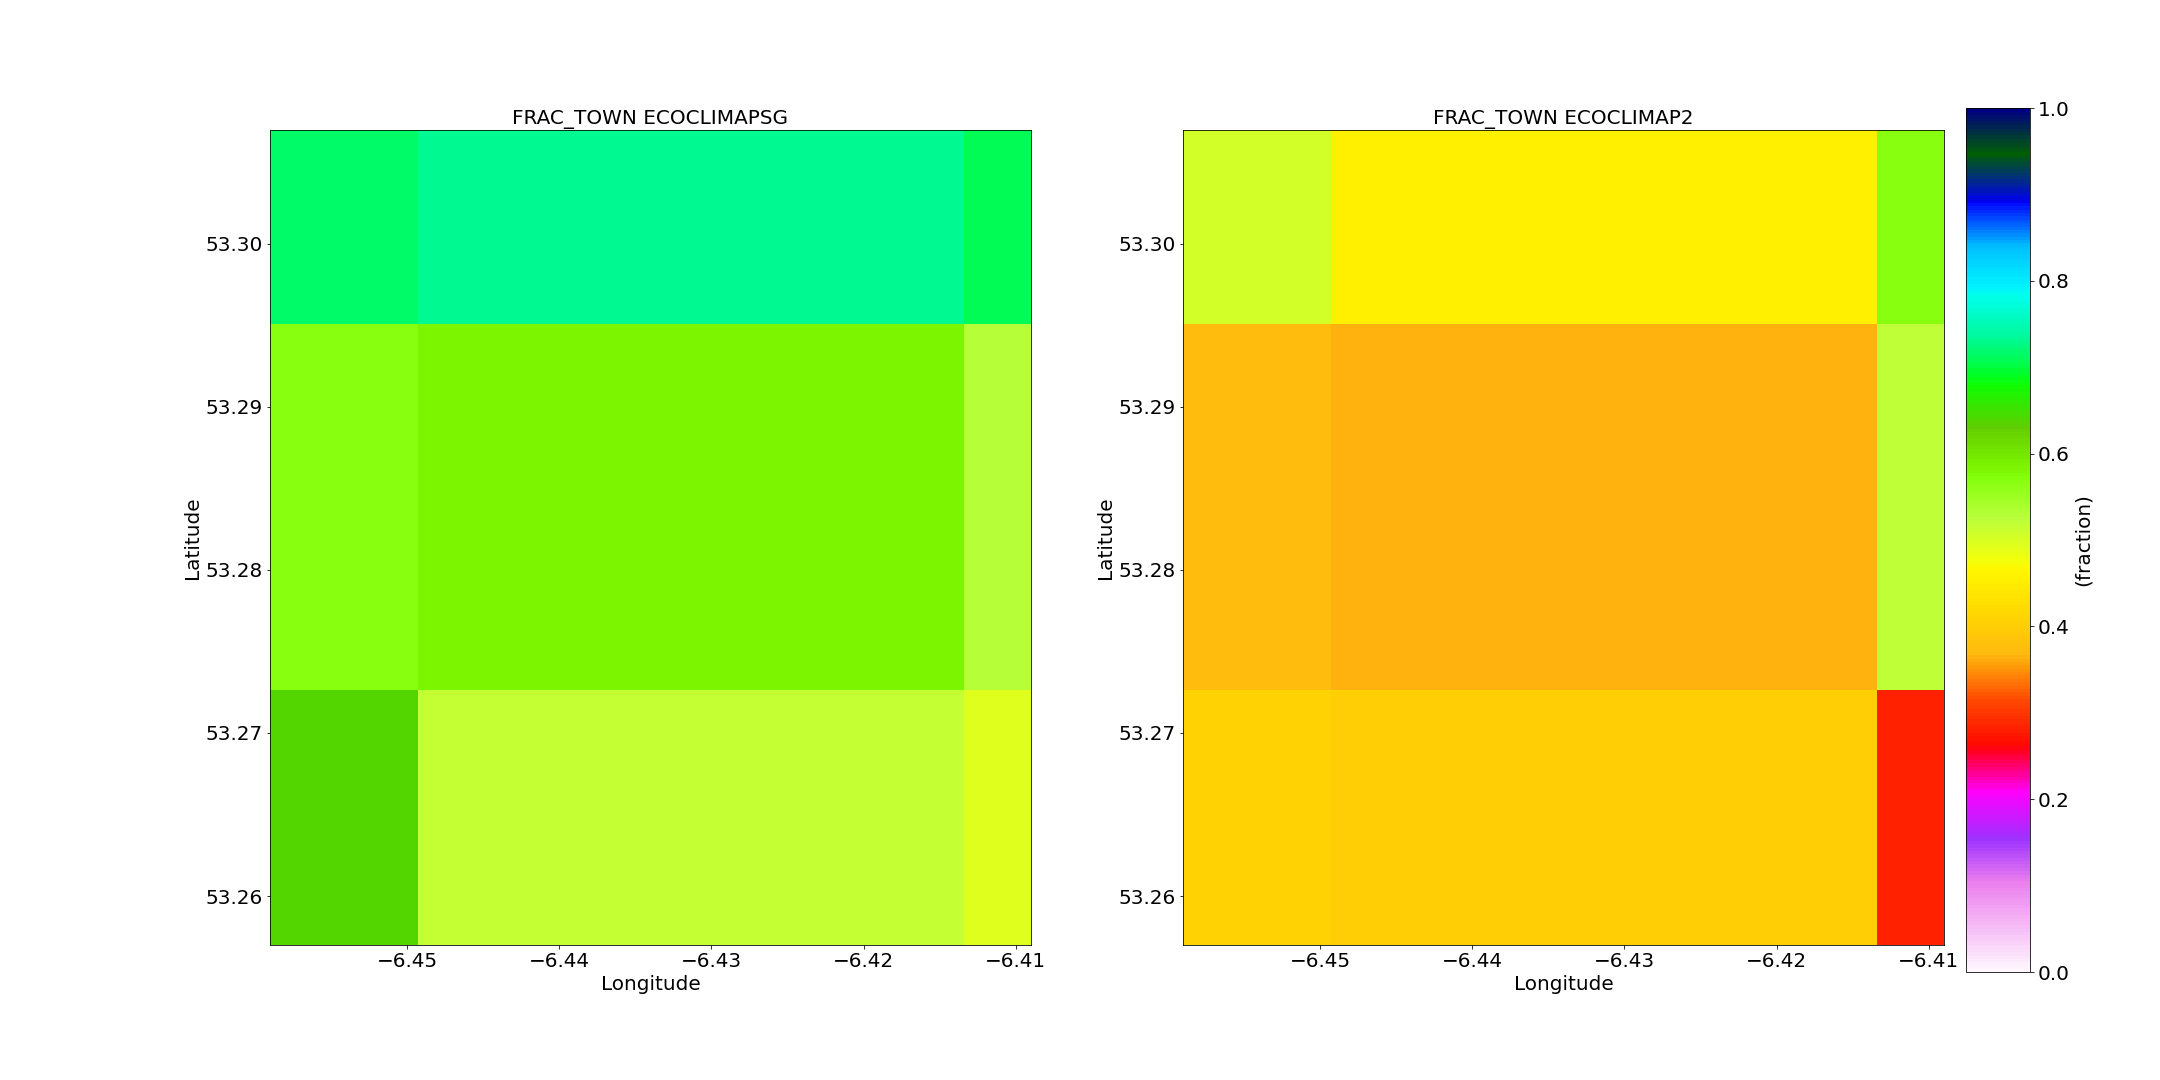 FRAC_TOWN ECOCLIMAPSG
53.30
53.29
53.28
53.27
53.26
Latitude
−6.45 −6.44 −6.43 −6.42 −6.41
Longitude
FRAC_TOWN ECOCLIMAP2
53.30
53.29
53.28
53.27
53.26
Latitude
−6.45 −6.44 −6.43 −6.42 −6.41
Longitude
1.0
0.8
0.6
0.4
0.2
0.0
(fraction)